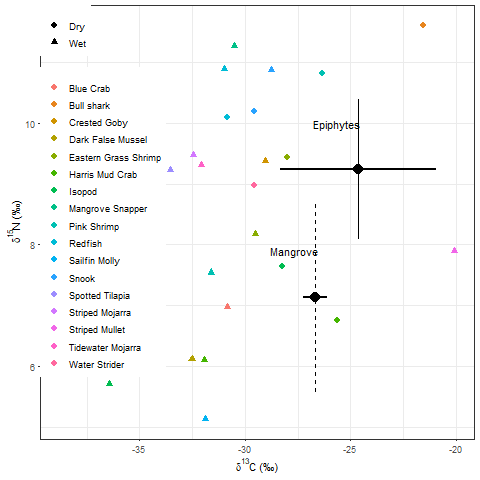 Dry
Wet
Blue Crab
Bull shark
Crested Goby
Dark False Mussel
Eastern Grass Shrimp
Harris Mud Crab
Isopod
Mangrove Snapper
Pink Shrimp
Redfish
Sailfin Molly
Snook
Spotted Tilapia
Striped Mojarra
Striped Mullet
Tidewater Mojarra
Water Strider
Epiphytes
Mangrove
10
8
6
δ¹⁵N (‰)
-35 -30 -25 -20
δ¹³C (‰)